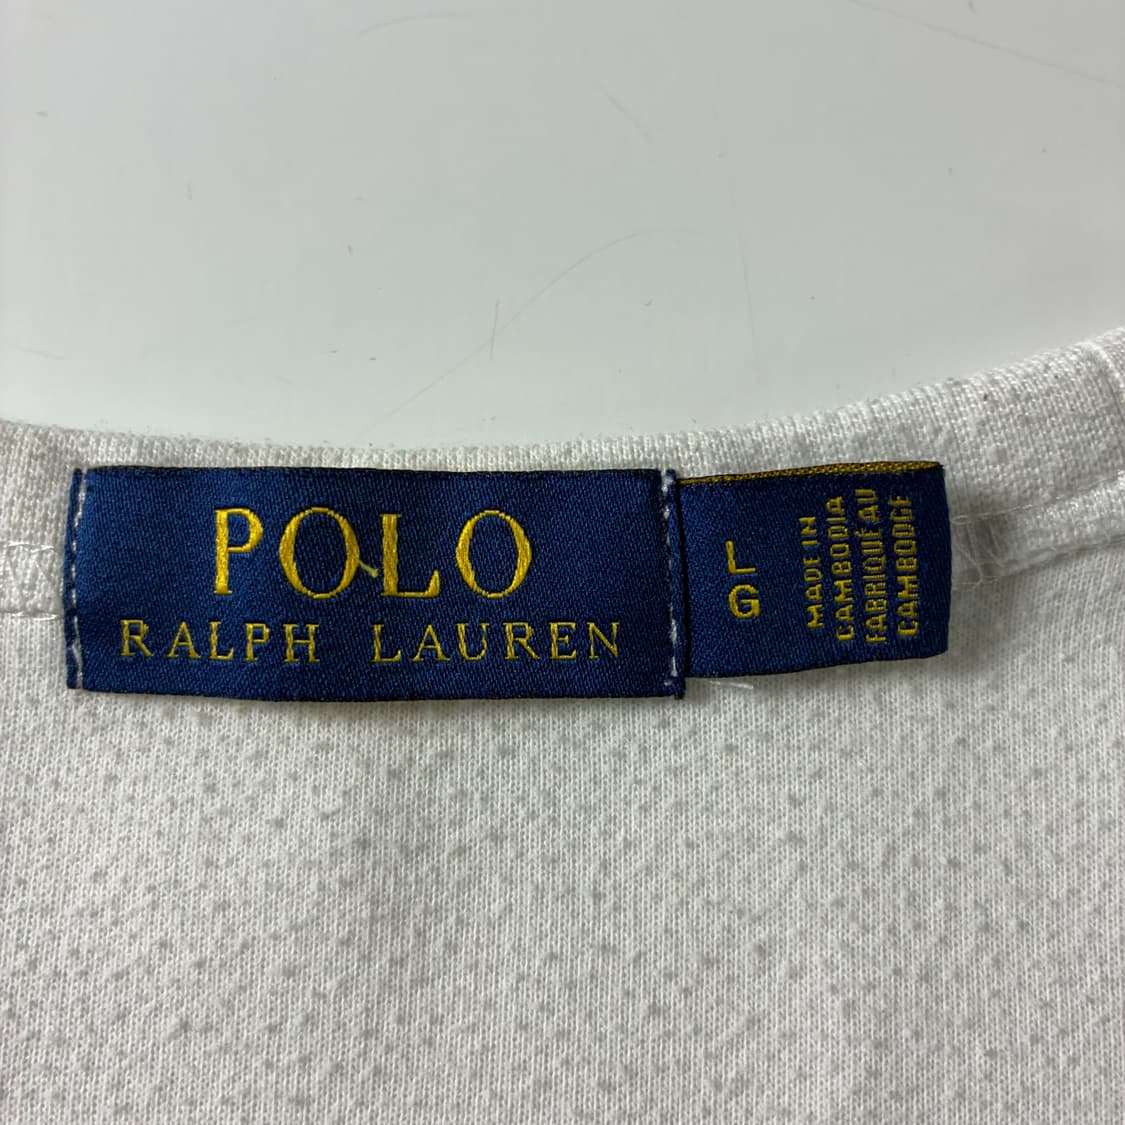 POLO
RALPH LAUREN
L
G
MADE IN
CAMBODIA
FABRIQUÉ AU
CAMBODGE